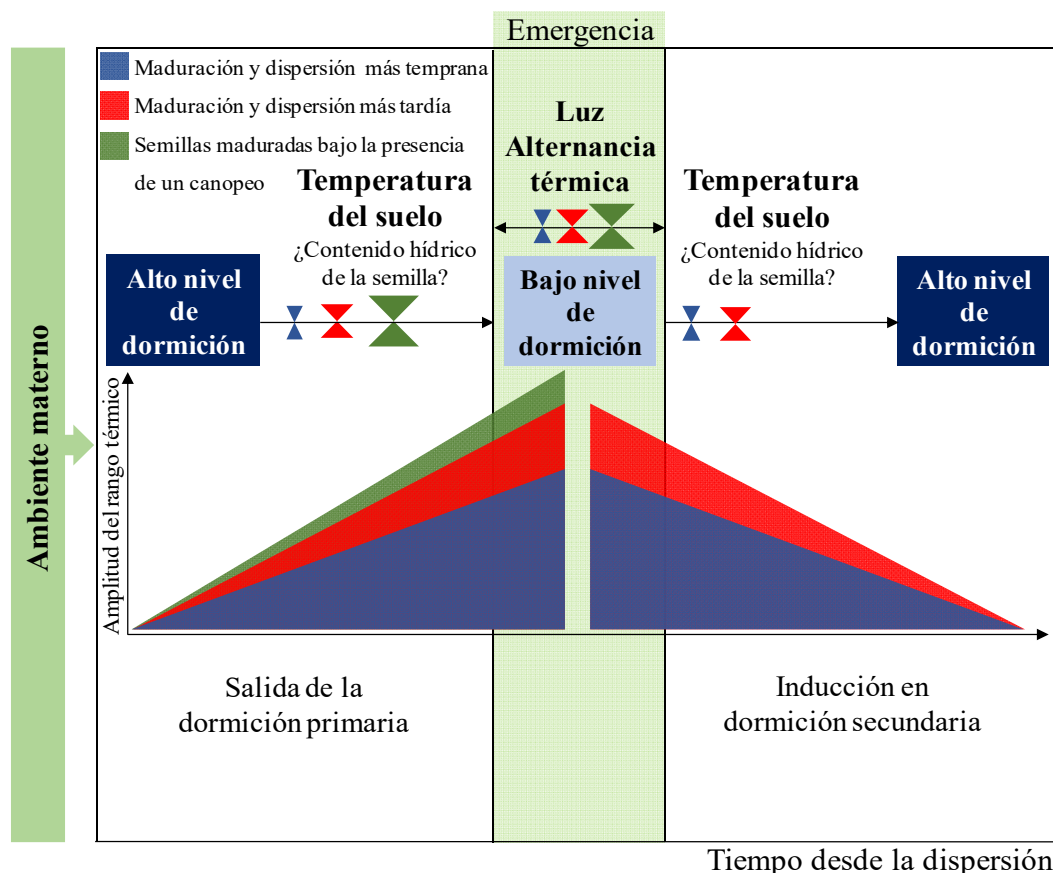 Emergencia
Maduración y dispersión más temprana
Maduración y dispersión más tardía
Semillas maduradas bajo la presencia
de un canopeo
Luz
Alternancia
térmica
Temperatura
del suelo
¿Contenido hídrico
de la semilla?
Temperatura
del suelo
¿Contenido hídrico
de la semilla?
Alto nivel
de
dormición
Bajo nivel
de
dormición
Alto nivel
de
dormición
Ambiente materno
Amplitud del rango térmico
Salida de la
dormición primaria
Inducción en
dormición secundaria
Tiempo desde la dispersión